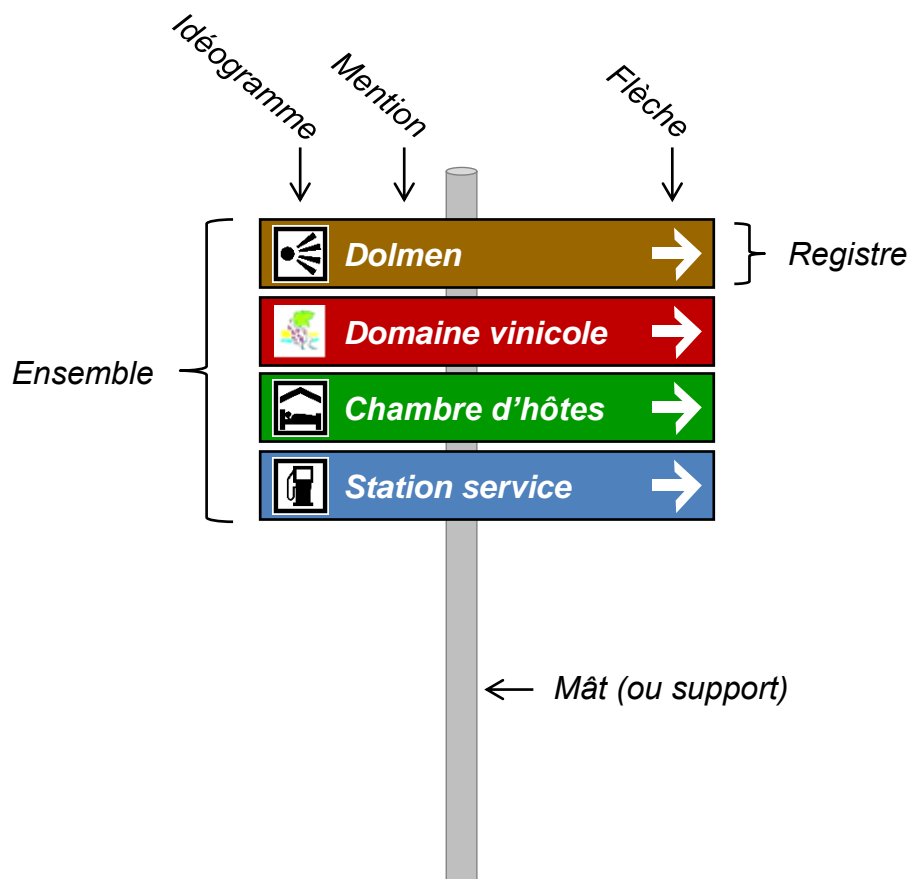 Idéogramme
Mention
Flèche
Dolmen
Registre
Domaine vinicole
Ensemble
Chambre d’hôtes
Station service
Mât (ou support)